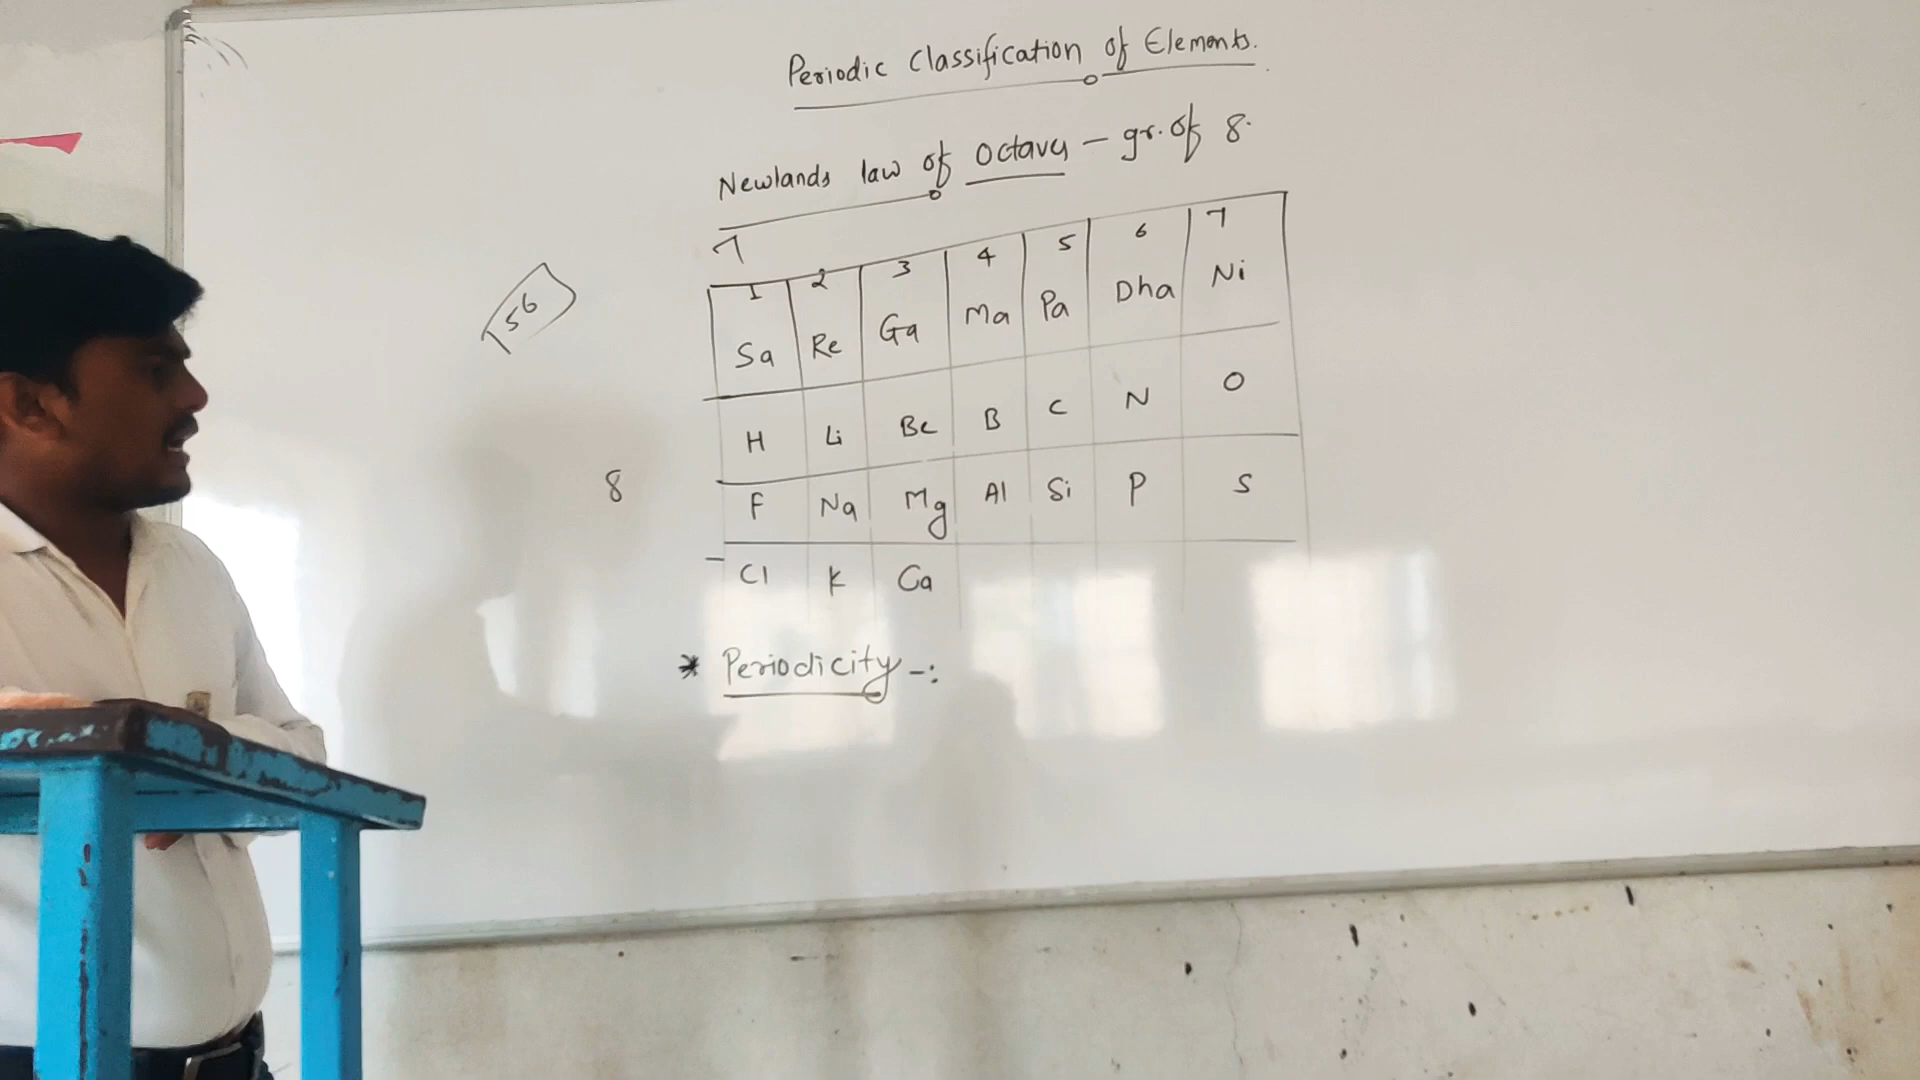 Periodic Classification of Elements.
Newlands law of Octavy - gr. of 8.
7
1 2 3 4 5 6 7
Sa Re Ga Ma Pa Dha Ni
56
H Li Be B C N O
8 F Na Mg Al Si P S
Cl K Ca
* Periodicity -: